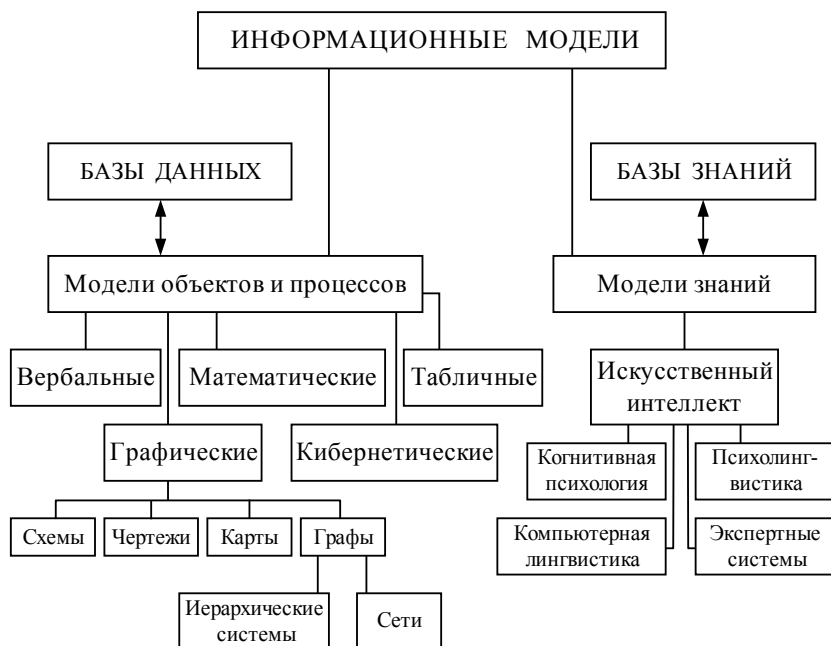 ИНФОРМАЦИОННЫЕ МОДЕЛИ
БАЗЫ ДАННЫХ
БАЗЫ ЗНАНИЙ
Модели объектов и процессов
Модели знаний
Вербальные
Математические
Табличные
Искусственный
интеллект
Графические
Кибернетические
Когнитивная
психология
Психолинг-
вистика
Схемы
Чертежи
Карты
Графы
Компьютерная
лингвистика
Экспертные
системы
Иерархические
системы
Сети